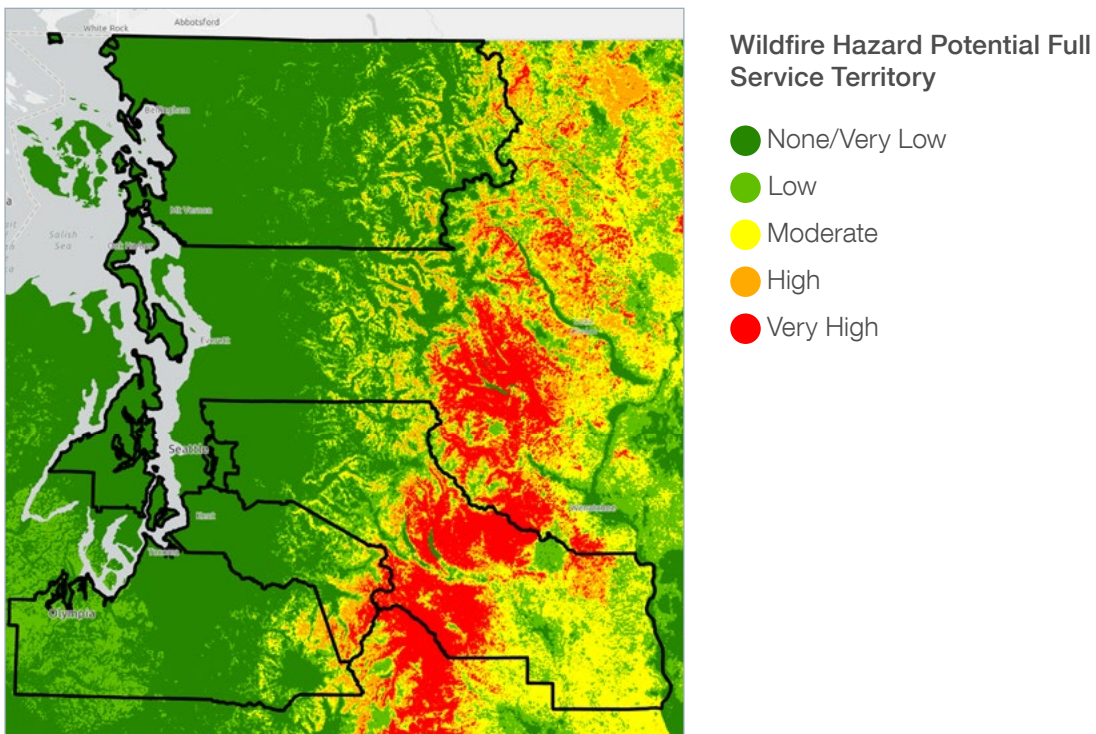 White Rock
Abbotsford
Bellingham
Mt Vernon
Salish
Sea
Oak Harbor
Everett
Seattle
Kent
Tacoma
Wenatchee
Olympia
Wildfire Hazard Potential Full
Service Territory
None/Very Low
Low
Moderate
High
Very High